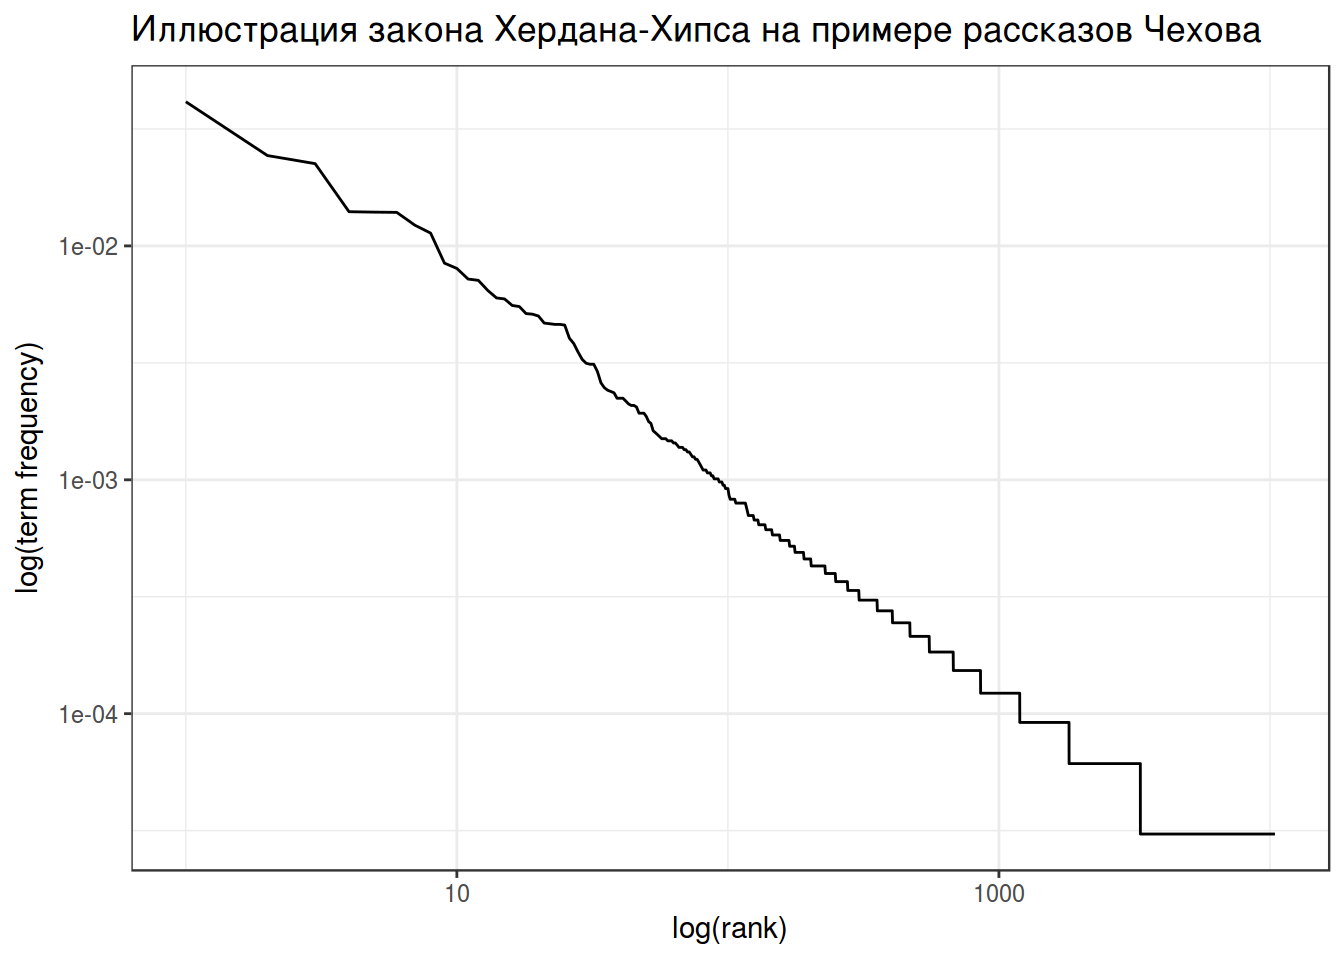 Иллюстрация закона Хердана-Хипса на примере рассказов Чехова
log(term frequency)
1e-02
1e-03
1e-04
10
1000
log(rank)